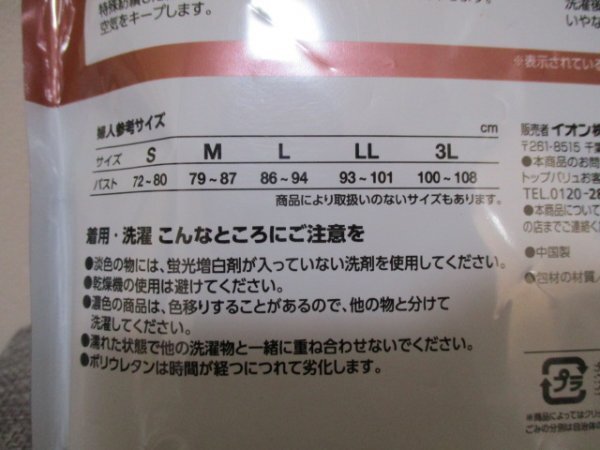 空気をキープします。
洗濯後
いやな
※表示されている
婦人参考サイズ
cm
サイズ S M L LL 3L
バスト 72~80 79~87 86~94 93~101 100~108
商品により取扱いのないサイズもあります。
着用・洗濯 こんなところにご注意を
●淡色の物には、蛍光増白剤が入っていない洗剤を使用してください。
●乾燥機の使用は避けてください。
●濃色の商品は、色移りすることがあるので、他の物と分けて
洗濯してください。
●濡れた状態で他の洗濯物と一緒に重ね合わせないでください。
●ポリウレタンは時間が経つにつれて劣化します。
販売者 イオン株
〒261-8515 千葉
●本商品のお問
トップバリュお客
TEL.0120-28
●本商品について
の店までご連絡く
●中国製
●包材の材質/
プラ
※商品によってはクリッ
ごみの分別は自治体の